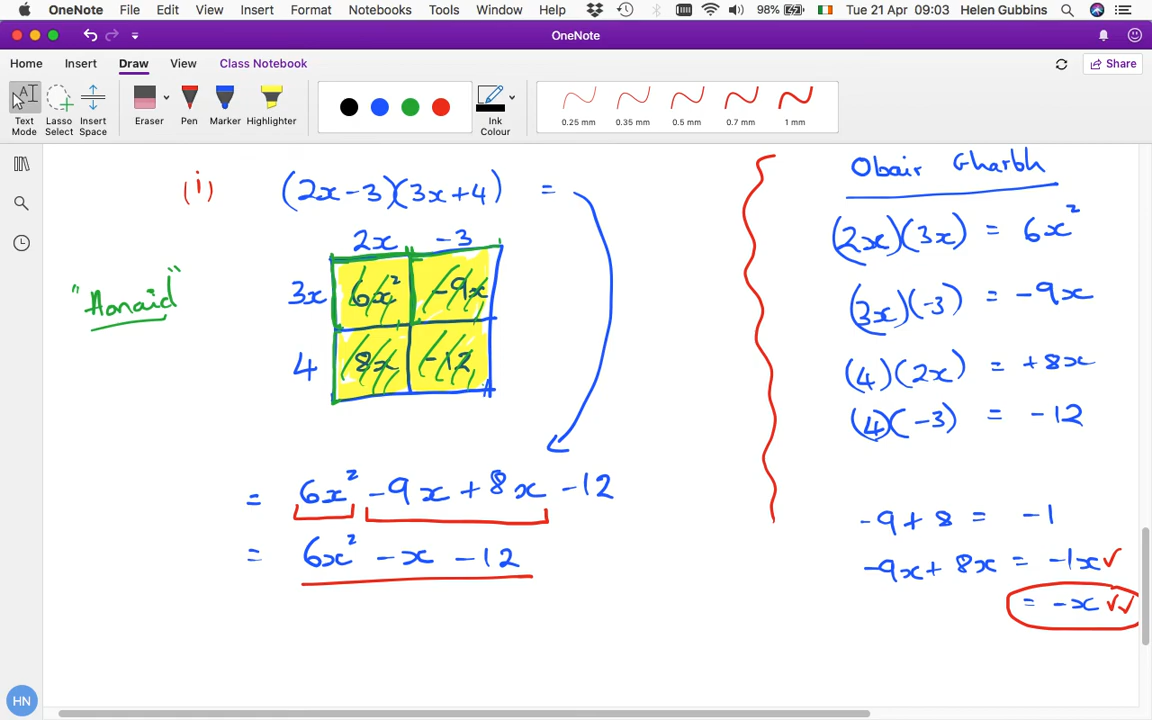 OneNote File Edit View Insert Format Notebooks Tools Window Help 98% Tue 21 Apr 09:03 Helen Gubbins
OneNote
Home Insert Draw View Class Notebook Share
Text Mode
Lasso Select
Insert Space
Eraser
Pen
Marker
Highlighter
Ink Colour
0.25 mm 0.35 mm 0.5 mm 0.7 mm 1 mm
(i) (2x-3)(3x+4) =
2x -3
3x 6x² -9x
4 8x -12
"Aonaid"
= 6x² -9x +8x -12
= 6x² -x -12
Obair Gharbh
(2x)(3x) = 6x²
(3x)(-3) = -9x
(4)(2x) = +8x
(4)(-3) = -12
-9+8 = -1
-9x+8x = -1x ✓
= -x ✓✓
HN